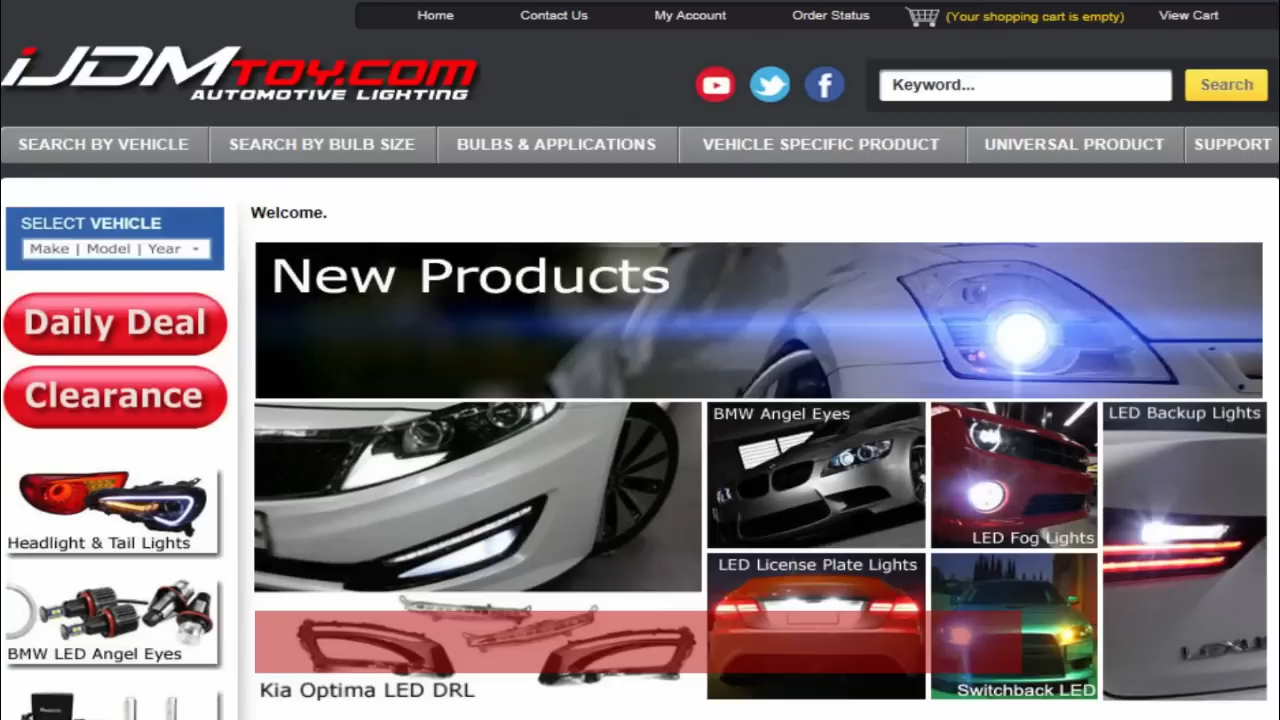 Home Contact Us My Account Order Status (Your shopping cart is empty) View Cart
iJDMTOY.COM
AUTOMOTIVE LIGHTING
Keyword... Search
SEARCH BY VEHICLE SEARCH BY BULB SIZE BULBS & APPLICATIONS VEHICLE SPECIFIC PRODUCT UNIVERSAL PRODUCT SUPPORT
SELECT VEHICLE
Make | Model | Year
Daily Deal
Clearance
Headlight & Tail Lights
BMW LED Angel Eyes
Welcome.
New Products
BMW Angel Eyes
LED Fog Lights
LED Backup Lights
LED License Plate Lights
Kia Optima LED DRL
Switchback LED